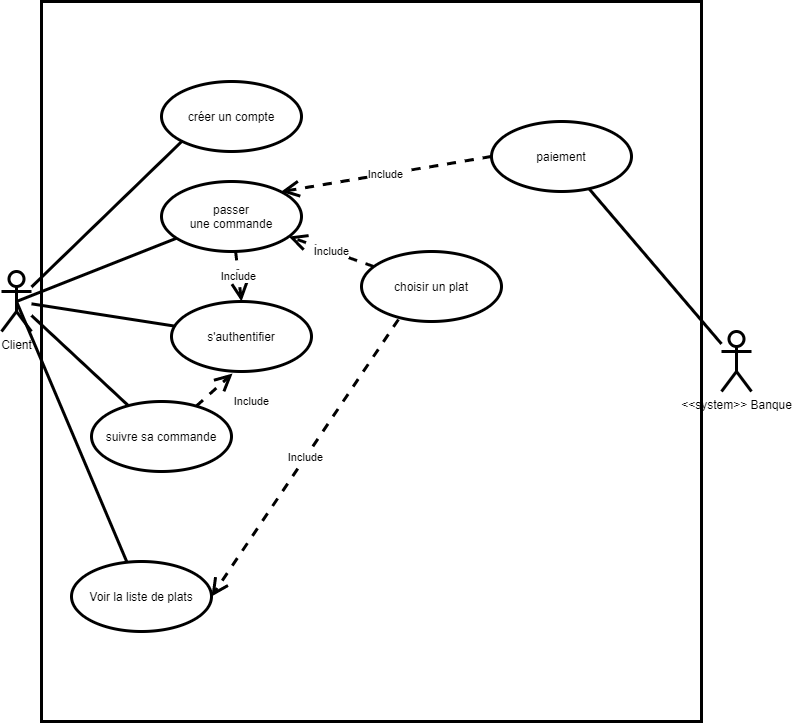 créer un compte
paiement
Include
passer
une commande
Include
Include
choisir un plat
s'authentifier
Client
Include
<<system>> Banque
suivre sa commande
Include
Voir la liste de plats